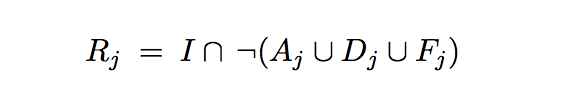 R_j = I ∩ ¬(A_j ∪ D_j ∪ F_j)